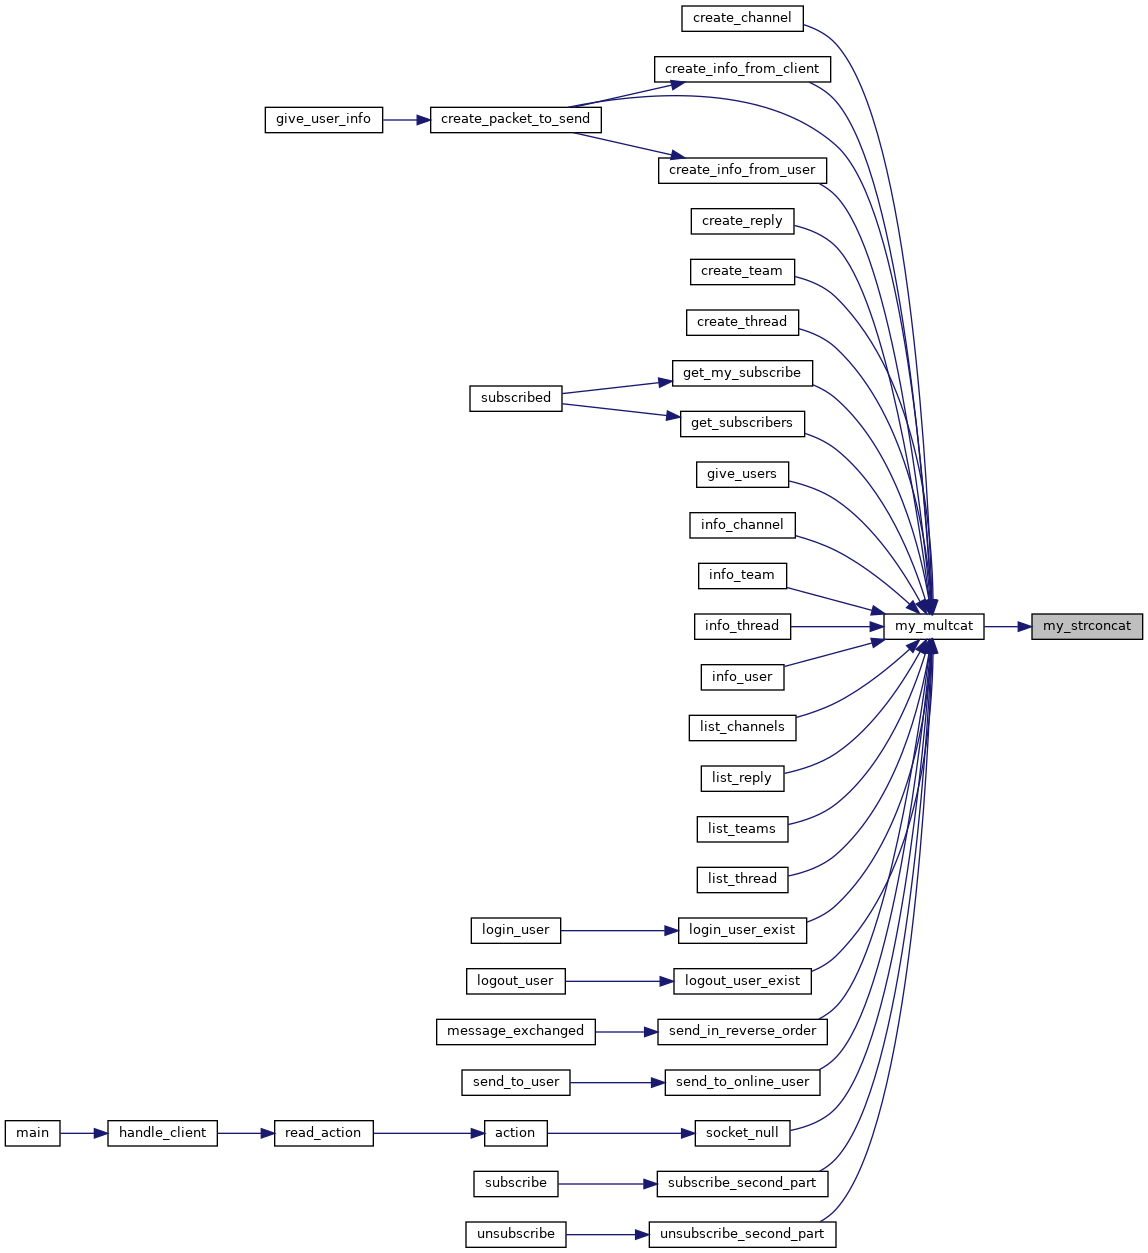 create_channel
create_info_from_client
give_user_info
create_packet_to_send
create_info_from_user
create_reply
create_team
create_thread
get_my_subscribe
subscribed
get_subscribers
give_users
info_channel
info_team
info_thread
my_multcat
my_strconcat
info_user
list_channels
list_reply
list_teams
list_thread
login_user
login_user_exist
logout_user
logout_user_exist
message_exchanged
send_in_reverse_order
send_to_user
send_to_online_user
main
handle_client
read_action
action
socket_null
subscribe
subscribe_second_part
unsubscribe
unsubscribe_second_part